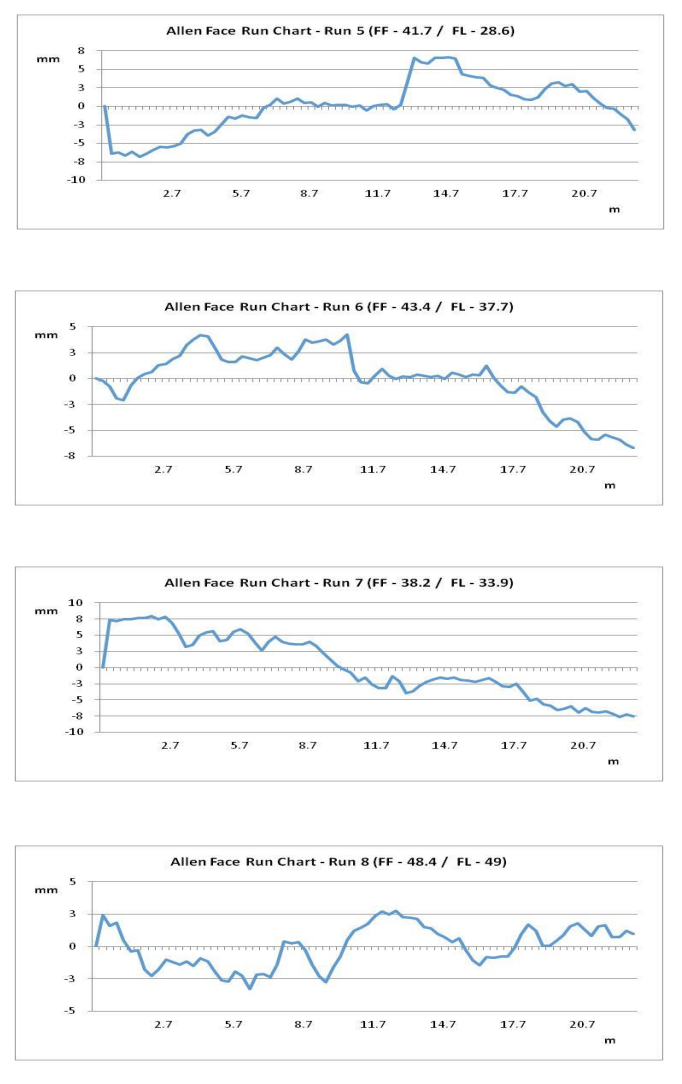 Allen Face Run Chart - Run 5 (FF - 41.7 / FL - 28.6)
mm
8
5
3
0
-3
-5
-8
-10
2.7 5.7 8.7 11.7 14.7 17.7 20.7
m
Allen Face Run Chart - Run 6 (FF - 43.4 / FL - 37.7)
mm
5
3
0
-3
-5
-8
2.7 5.7 8.7 11.7 14.7 17.7 20.7
m
Allen Face Run Chart - Run 7 (FF - 38.2 / FL - 33.9)
mm
10
8
5
3
0
-3
-5
-8
-10
2.7 5.7 8.7 11.7 14.7 17.7 20.7
m
Allen Face Run Chart - Run 8 (FF - 48.4 / FL - 49)
mm
5
3
0
-3
-5
2.7 5.7 8.7 11.7 14.7 17.7 20.7
m